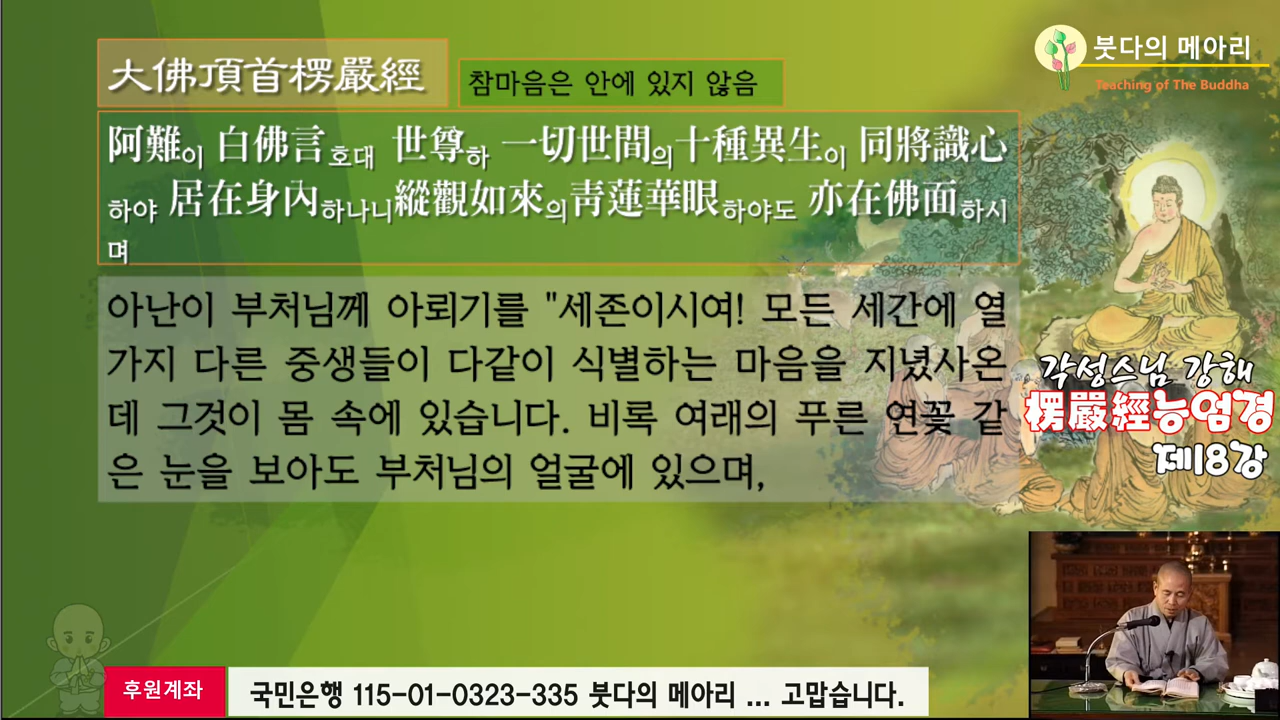 大佛頂首楞嚴經
참마음은 안에 있지 않음
붓다의 메아리
Teaching of The Buddha
阿難이 白佛言호대 世尊하 一切世間의十種異生이 同將識心
하야 居在身內하나니縱觀如來의靑蓮華眼하야도 亦在佛面하시
며
아난이 부처님께 아뢰기를 "세존이시여! 모든 세간에 열
가지 다른 중생들이 다같이 식별하는 마음을 지녔사온
데 그것이 몸 속에 있습니다. 비록 여래의 푸른 연꽃 같
은 눈을 보아도 부처님의 얼굴에 있으며,
각성스님 강해
楞嚴經능엄경
제18강
후원계좌
국민은행 115-01-0323-335 붓다의 메아리 ... 고맙습니다.